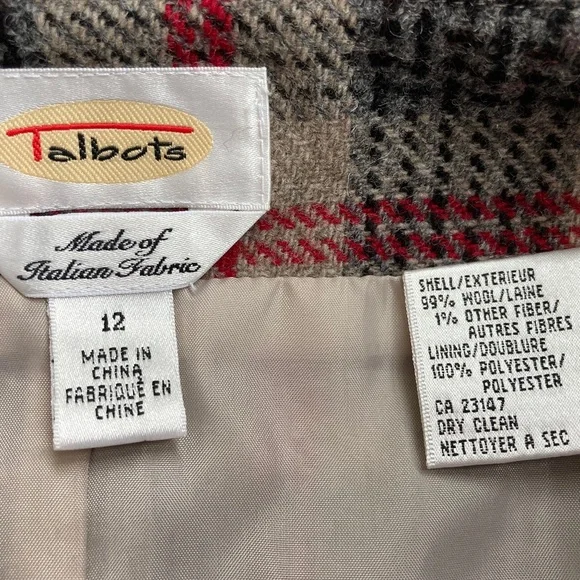 Talbots
Made of
Italian Fabric
12
MADE IN
CHINA
FABRIQUÉ EN
CHINE
SHELL/EXTERIEUR
99% WOOL/LAINE
1% OTHER FIBER/
AUTRES FIBRES
LINING/DOUBLURE
100% POLYESTER/
POLYESTER
CA 23147
DRY CLEAN
NETTOYER A SEC